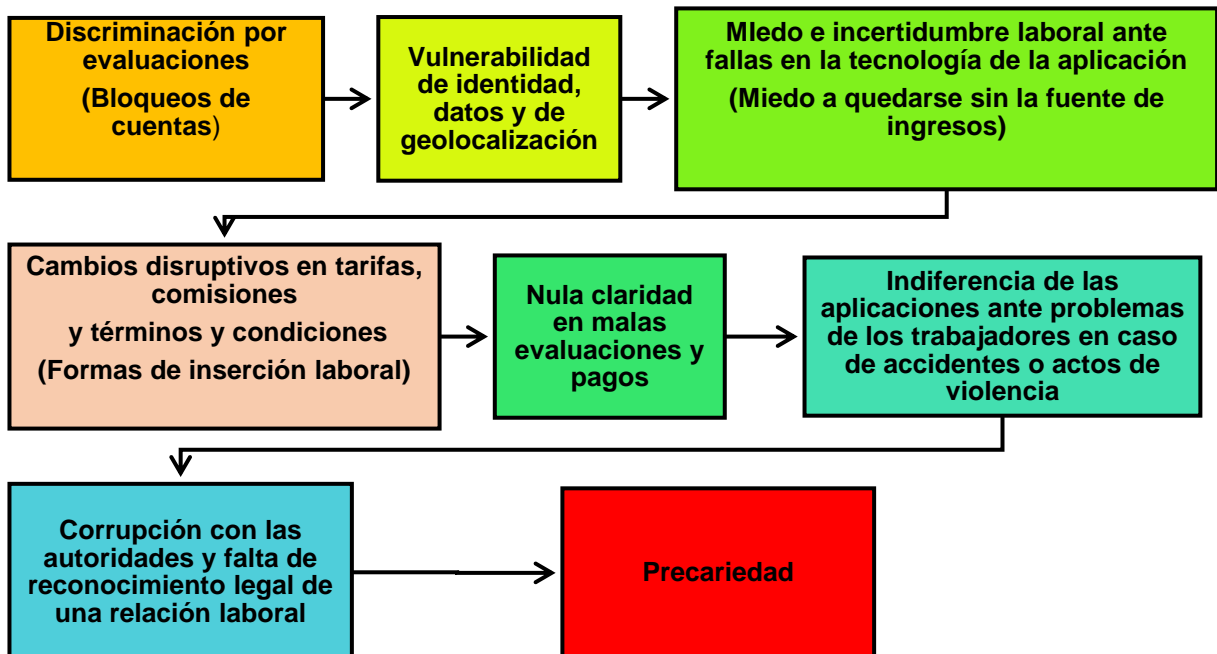 Discriminación por
evaluaciones
(Bloqueos de
cuentas)
Vulnerabilidad
de identidad,
datos y de
geolocalización
MIedo e incertidumbre laboral ante
fallas en la tecnología de la aplicación
(Miedo a quedarse sin la fuente de
ingresos)
Cambios disruptivos en tarifas,
comisiones
y términos y condiciones
(Formas de inserción laboral)
Nula claridad
en malas
evaluaciones y
pagos
Indiferencia de las
aplicaciones ante problemas
de los trabajadores en caso
de accidentes o actos de
violencia
Corrupción con las
autoridades y falta de
reconocimiento legal de
una relación laboral
Precariedad